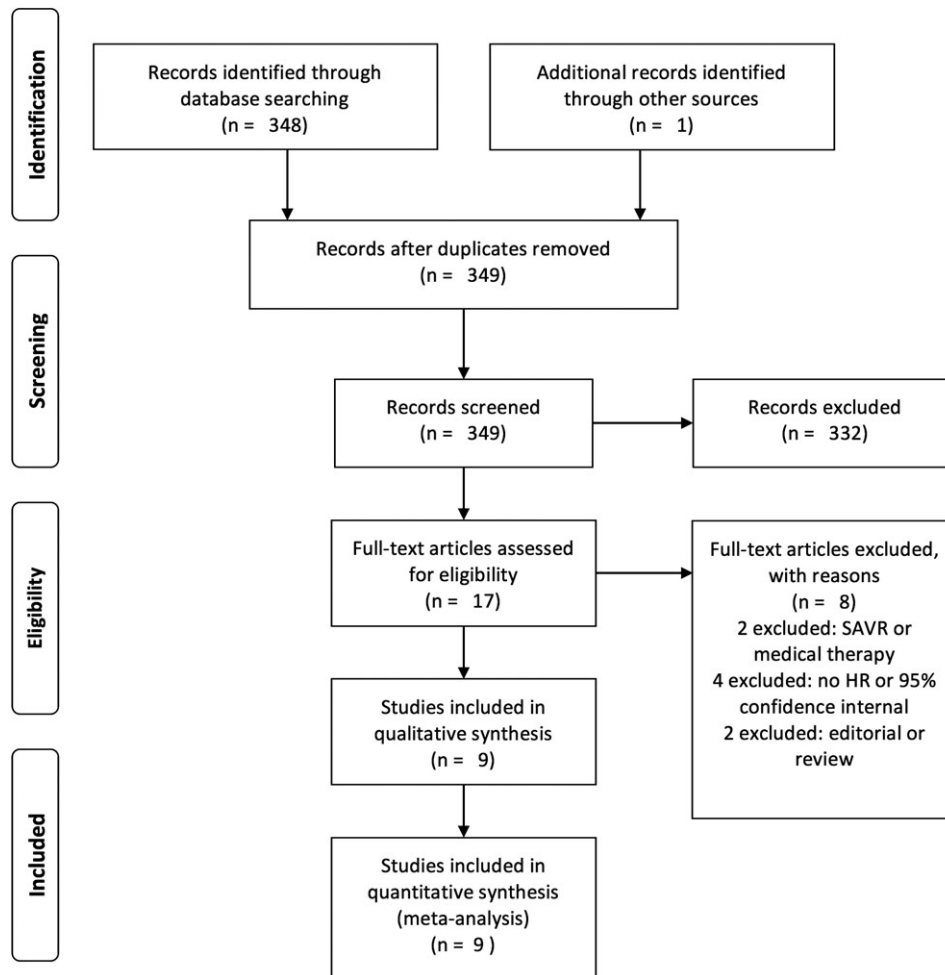 Identification
Records identified through
database searching
(n = 348)
Additional records identified
through other sources
(n = 1)
Records after duplicates removed
(n = 349)
Screening
Records screened
(n = 349)
Records excluded
(n = 332)
Eligibility
Full-text articles assessed
for eligibility
(n = 17)
Full-text articles excluded,
with reasons
(n = 8)
2 excluded: SAVR or
medical therapy
4 excluded: no HR or 95%
confidence internal
2 excluded: editorial or
review
Studies included in
qualitative synthesis
(n = 9)
Included
Studies included in
quantitative synthesis
(meta-analysis)
(n = 9 )